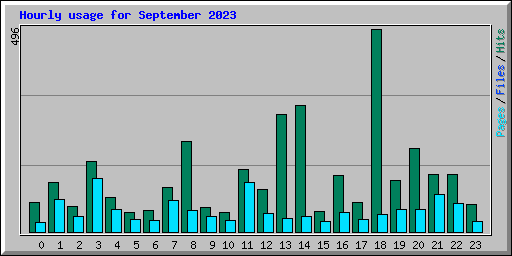 Hourly usage for September 2023
496
Pages/Files/Hits
0 1 2 3 4 5 6 7 8 9 10 11 12 13 14 15 16 17 18 19 20 21 22 23